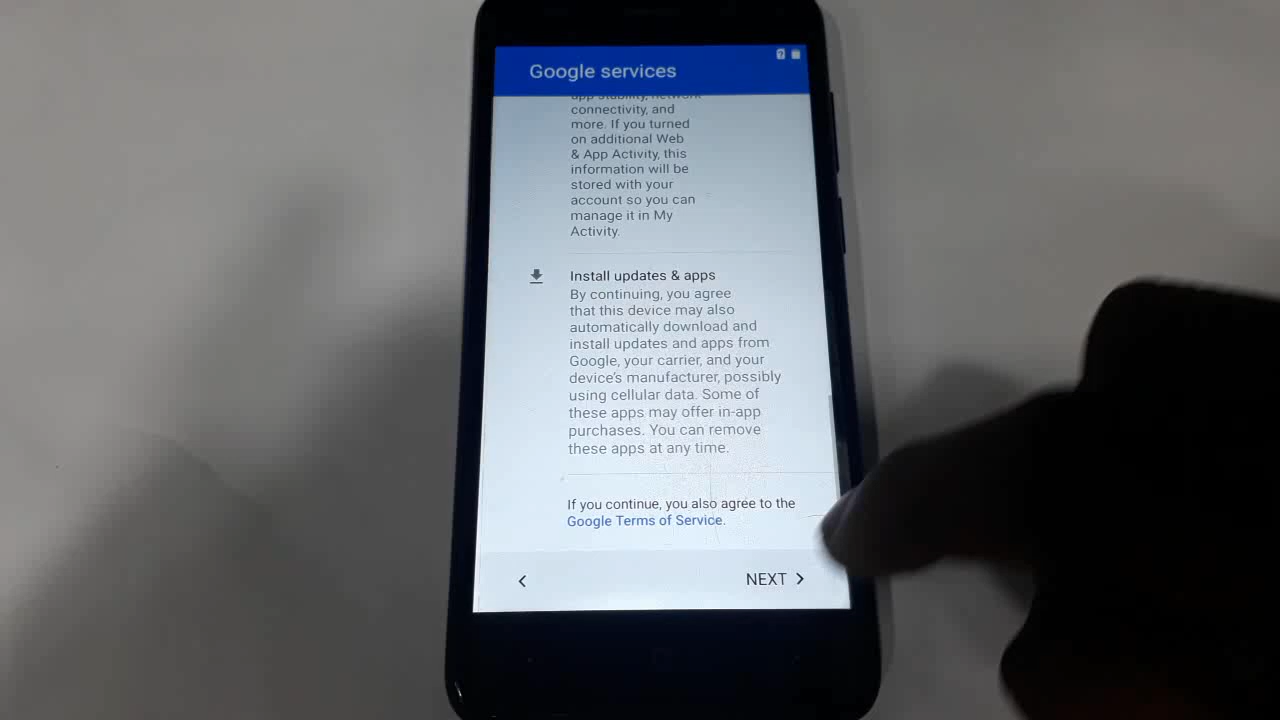 Google services
app stability, network
connectivity, and
more. If you turned
on additional Web
& App Activity, this
information will be
stored with your
account so you can
manage it in My
Activity.
Install updates & apps
By continuing, you agree
that this device may also
automatically download and
install updates and apps from
Google, your carrier, and your
device's manufacturer, possibly
using cellular data. Some of
these apps may offer in-app
purchases. You can remove
these apps at any time.
If you continue, you also agree to the
Google Terms of Service.
NEXT